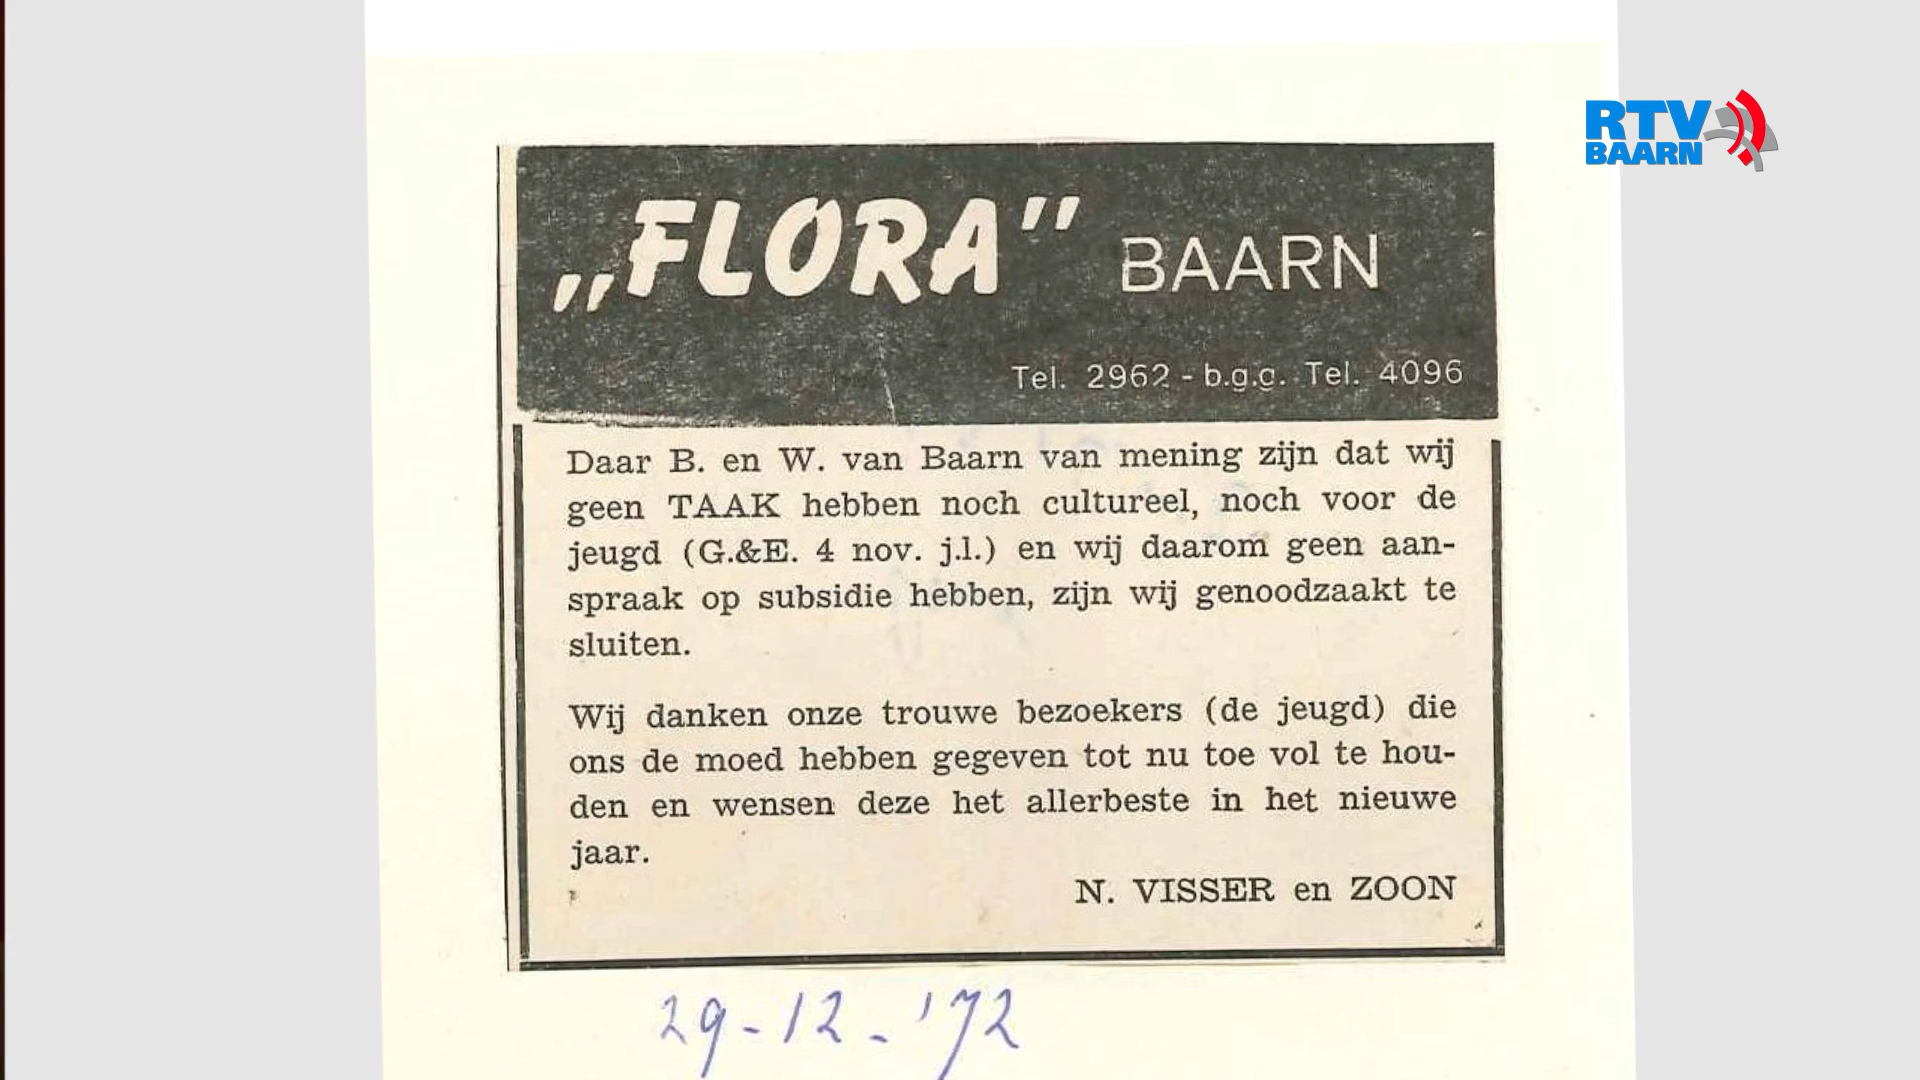 RTV
BAARN
„FLORA” BAARN
Tel. 2962 - b.g.g. Tel. 4096
Daar B. en W. van Baarn van mening zijn dat wij
geen TAAK hebben noch cultureel, noch voor de
jeugd (G.&E. 4 nov. j.l.) en wij daarom geen aan-
spraak op subsidie hebben, zijn wij genoodzaakt te
sluiten.
Wij danken onze trouwe bezoekers (de jeugd) die
ons de moed hebben gegeven tot nu toe vol te hou-
den en wensen deze het allerbeste in het nieuwe
jaar.
N. VISSER en ZOON
29-12-'72